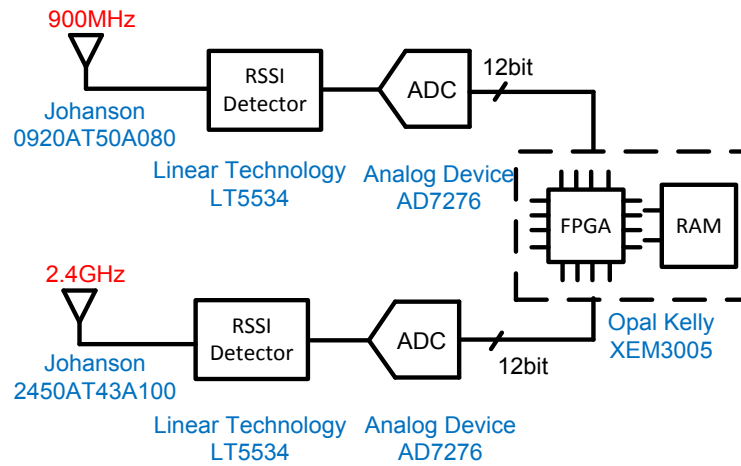 900MHz
Johanson
0920AT50A080
RSSI
Detector
Linear Technology
LT5534
ADC
Analog Device
AD7276
12bit
FPGA
RAM
Opal Kelly
XEM3005
2.4GHz
Johanson
2450AT43A100
RSSI
Detector
Linear Technology
LT5534
ADC
Analog Device
AD7276
12bit